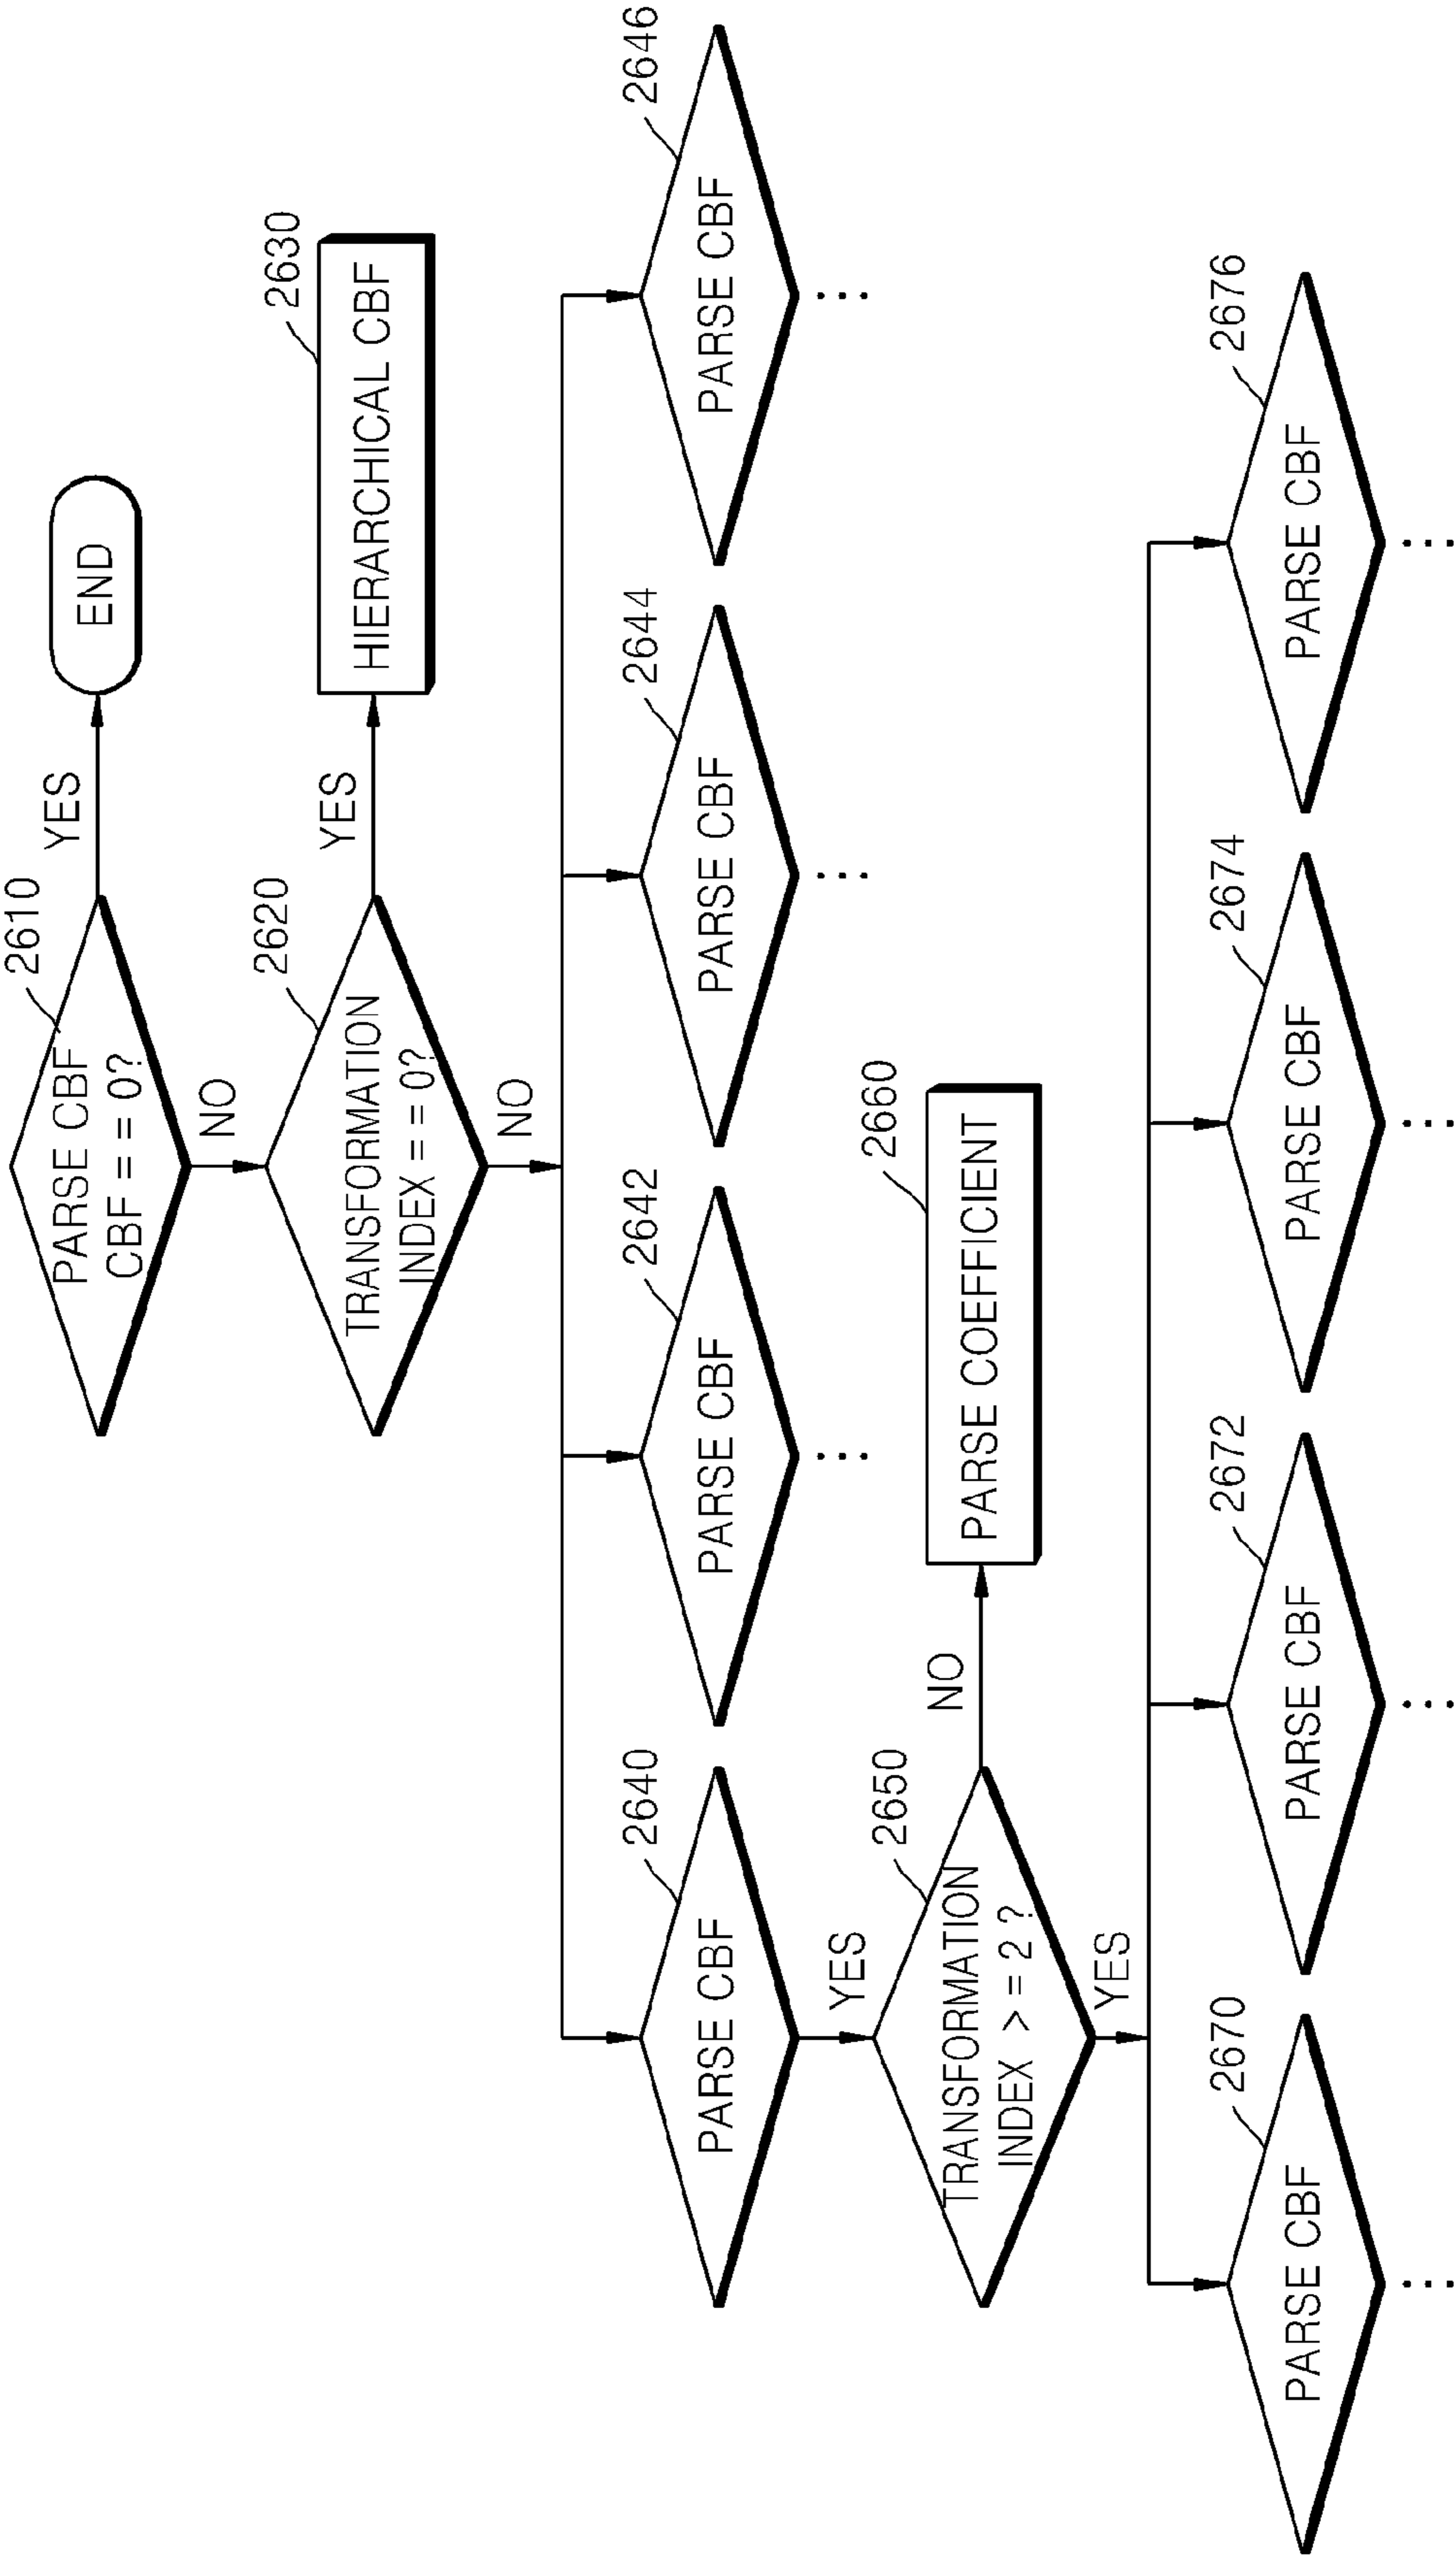 2610
PARSE CBF
CBF = = 0?
YES
END
NO
2620
TRANSFORMATION
INDEX = = 0?
YES
2630
HIERARCHICAL CBF
NO
2640
PARSE CBF
2642
PARSE CBF
...
2644
PARSE CBF
...
2646
PARSE CBF
...
YES
2650
TRANSFORMATION
INDEX > = 2 ?
NO
2660
PARSE COEFFICIENT
YES
2670
PARSE CBF
...
2672
PARSE CBF
...
2674
PARSE CBF
...
2676
PARSE CBF
...